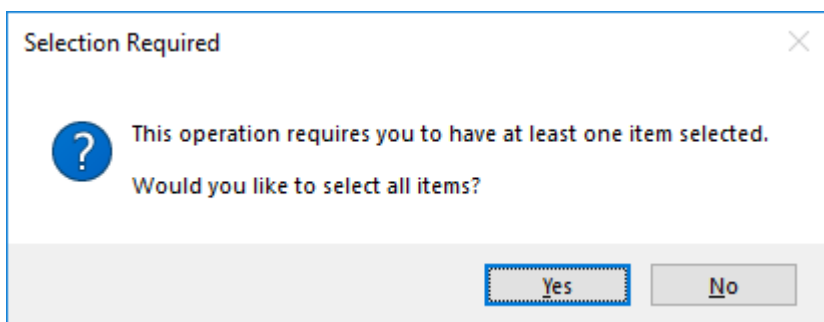 Selection Required
?
This operation requires you to have at least one item selected.
Would you like to select all items?
Yes No